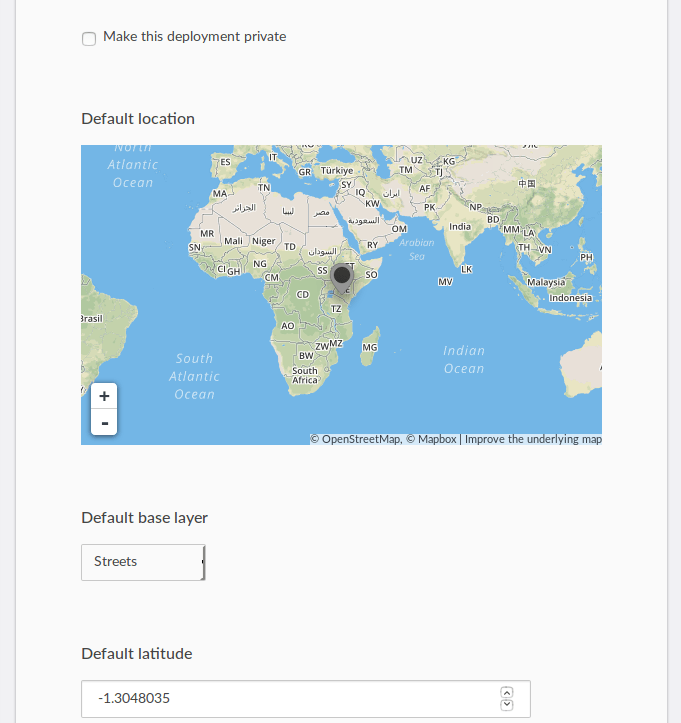 Make this deployment private
Default location
North
Atlantic
Ocean
ES
IT
GR
Türkiye
UZ
KG
TM
TJ
中国
MA
TN
SY
IQ
ایران
AF
الجزائر
ليبيا
مصر
KW
PK
NP
السعودية
BD
MR
Mali
Niger
TD
السودان
OM
RY
Arabian
Sea
India
MM
LA
SN
CI
GH
NG
CM
SS
SO
TH
VN
PH
LK
MV
Malaysia
Indonesia
CD
TZ
Brasil
AO
ZW
MZ
BW
MG
South
Africa
South
Atlantic
Ocean
Indian
Ocean
+
-
© OpenStreetMap, © Mapbox | Improve the underlying map
Default base layer
Streets
Default latitude
-1.3048035